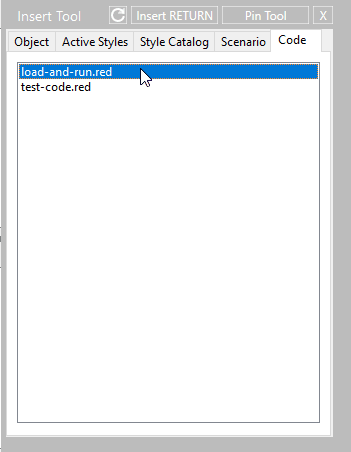 Insert Tool Insert RETURN Pin Tool X
Object Active Styles Style Catalog Scenario Code
load-and-run.red
test-code.red